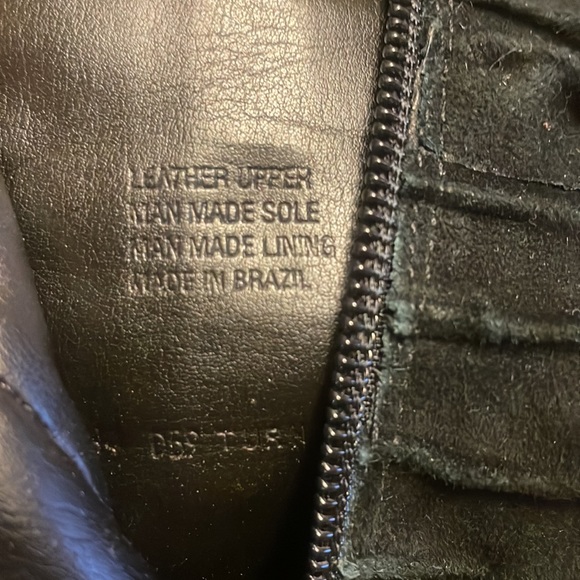 LEATHER UPPER
MAN MADE SOLE
MAN MADE LINING
MADE IN BRAZIL